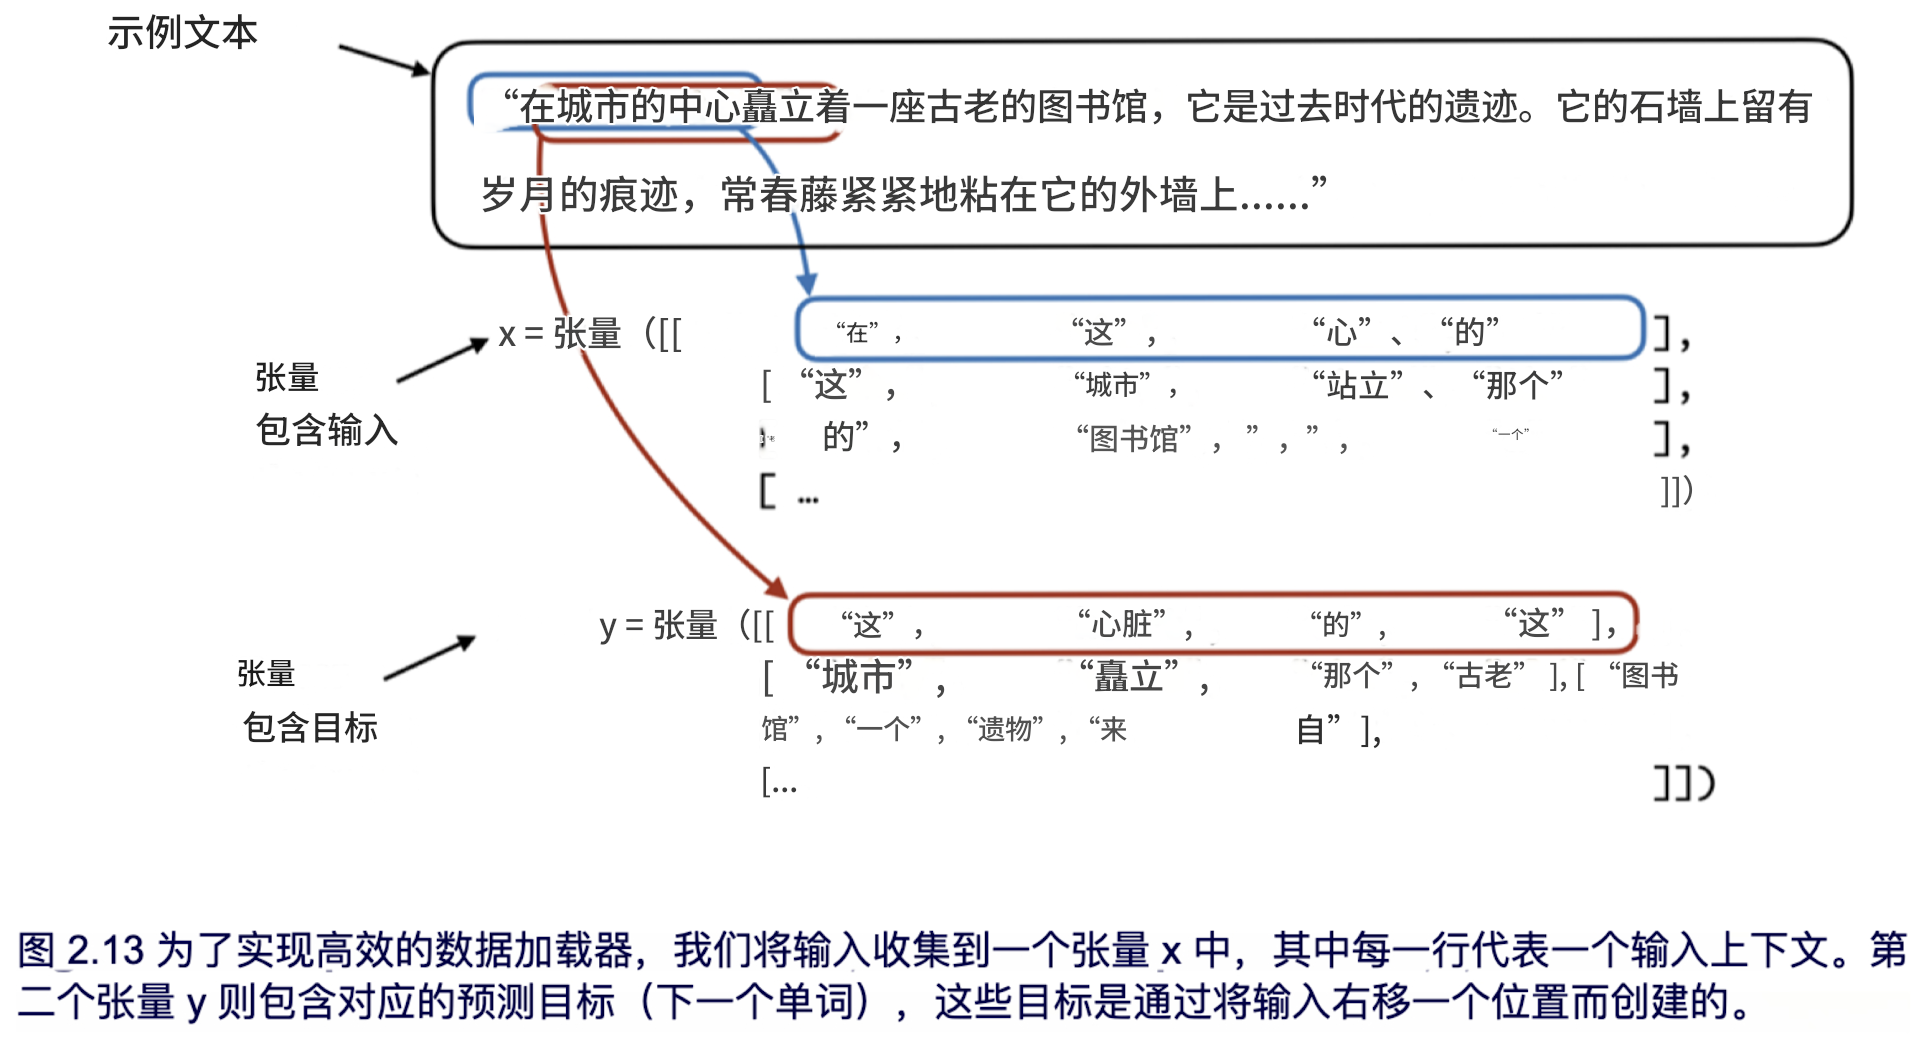 示例文本
“在城市的中心矗立着一座古老的图书馆，它是过去时代的遗迹。它的石墙上留有
岁月的痕迹，常春藤紧紧地粘在它的外墙上……”
x = 张量（[[ “在”， “这”， “心”、“的” ]，
张量
包含输入
[ “这”， “城市”， “站立”、“那个” ]，
的”， “图书馆”，”，”， “一个” ]，
[ … ]]）
y = 张量（[[ “这”， “心脏”， “的”， “这” ]，
张量
包含目标
[ “城市”， “矗立”， “那个”，“古老” ], [ “图书
馆”，“一个”，“遗物”，“来 自” ]，
[... ]])
图 2.13 为了实现高效的数据加载器，我们将输入收集到一个张量 x 中，其中每一行代表一个输入上下文。第
二个张量 y 则包含对应的预测目标（下一个单词），这些目标是通过将输入右移一个位置而创建的。